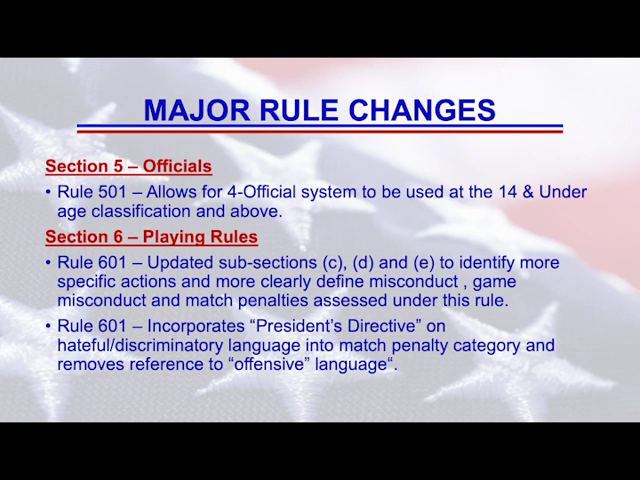 MAJOR RULE CHANGES
Section 5 – Officials
• Rule 501 – Allows for 4-Official system to be used at the 14 & Under
age classification and above.
Section 6 – Playing Rules
• Rule 601 – Updated sub-sections (c), (d) and (e) to identify more
specific actions and more clearly define misconduct , game
misconduct and match penalties assessed under this rule.
• Rule 601 – Incorporates “President’s Directive” on
hateful/discriminatory language into match penalty category and
removes reference to “offensive” language“.